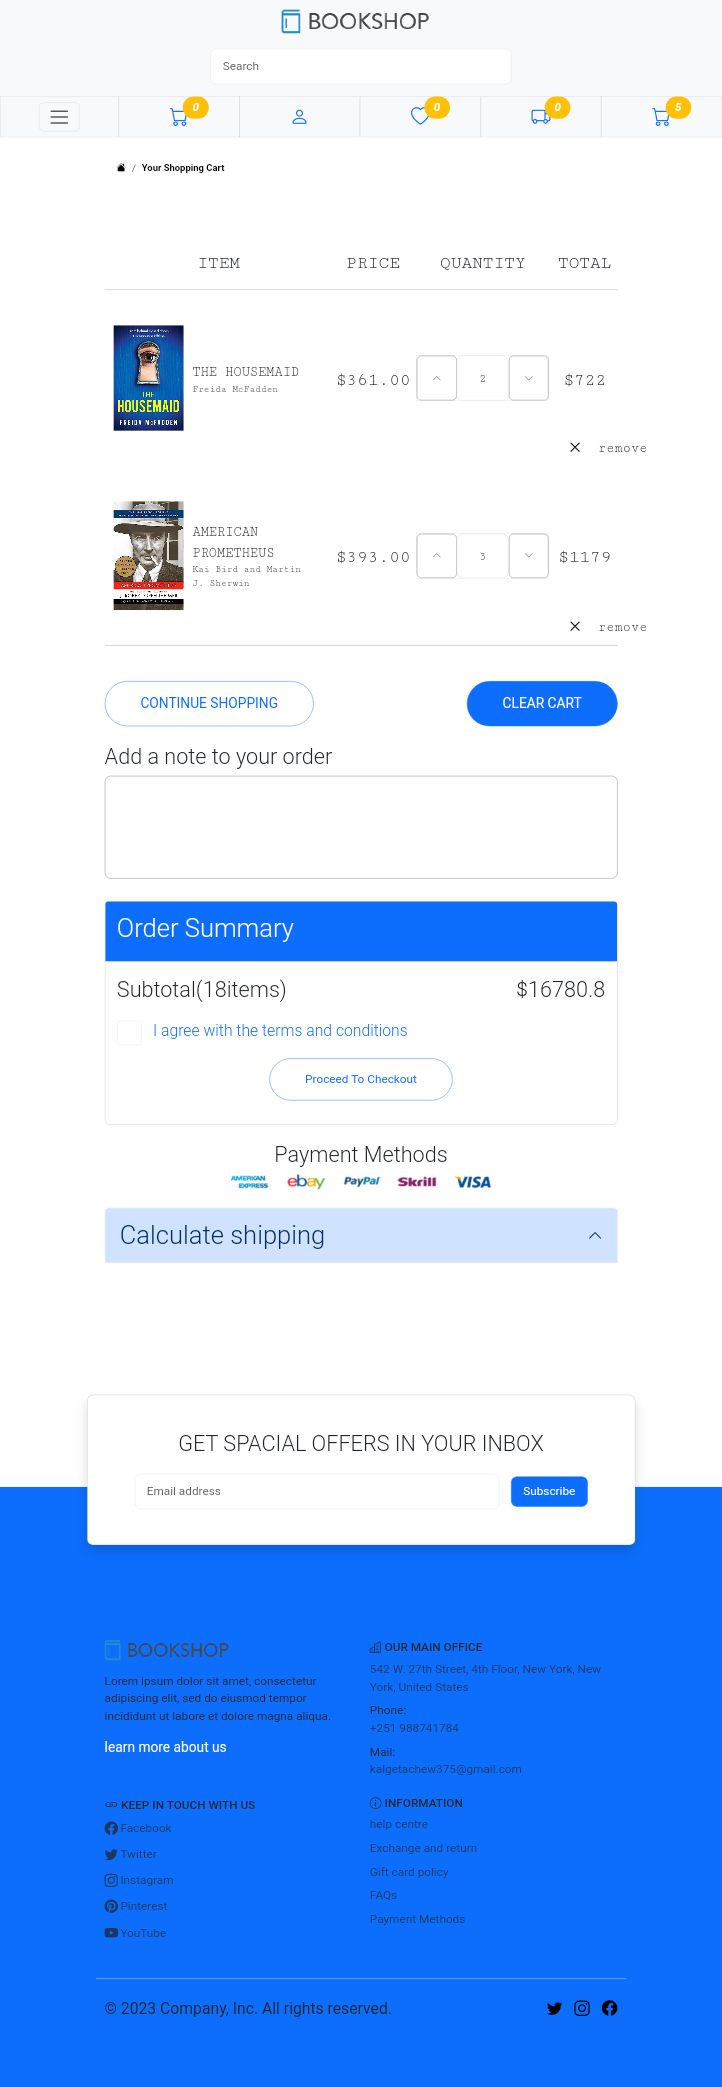 BOOKSHOP
Search
0
0
0
5
/ Your Shopping Cart
ITEM PRICE QUANTITY TOTAL
THE
HOUSEMAID
FREIDA McFADDEN
THE HOUSEMAID
Freida McFadden
$361.00
2
$722
remove
AMERICAN
PROMETHEUS
Kai Bird and Martin
J. Sherwin
$393.00
3
$1179
remove
CONTINUE SHOPPING
CLEAR CART
Add a note to your order
Order Summary
Subtotal(18items) $16780.8
I agree with the terms and conditions
Proceed To Checkout
Payment Methods
AMERICAN EXPRESS
ebay
PayPal
Skrill
VISA
Calculate shipping
GET SPACIAL OFFERS IN YOUR INBOX
Email address
Subscribe
BOOKSHOP
Lorem ipsum dolor sit amet, consectetur
adipiscing elit, sed do eiusmod tempor
incididunt ut labore et dolore magna aliqua.
learn more about us
OUR MAIN OFFICE
542 W. 27th Street, 4th Floor, New York, New
York, United States
Phone:
+251 988741784
Mail:
kalgetachew375@gmail.com
KEEP IN TOUCH WITH US
Facebook
Twitter
Instagram
Pinterest
YouTube
INFORMATION
help centre
Exchange and return
Gift card policy
FAQs
Payment Methods
© 2023 Company, Inc. All rights reserved.